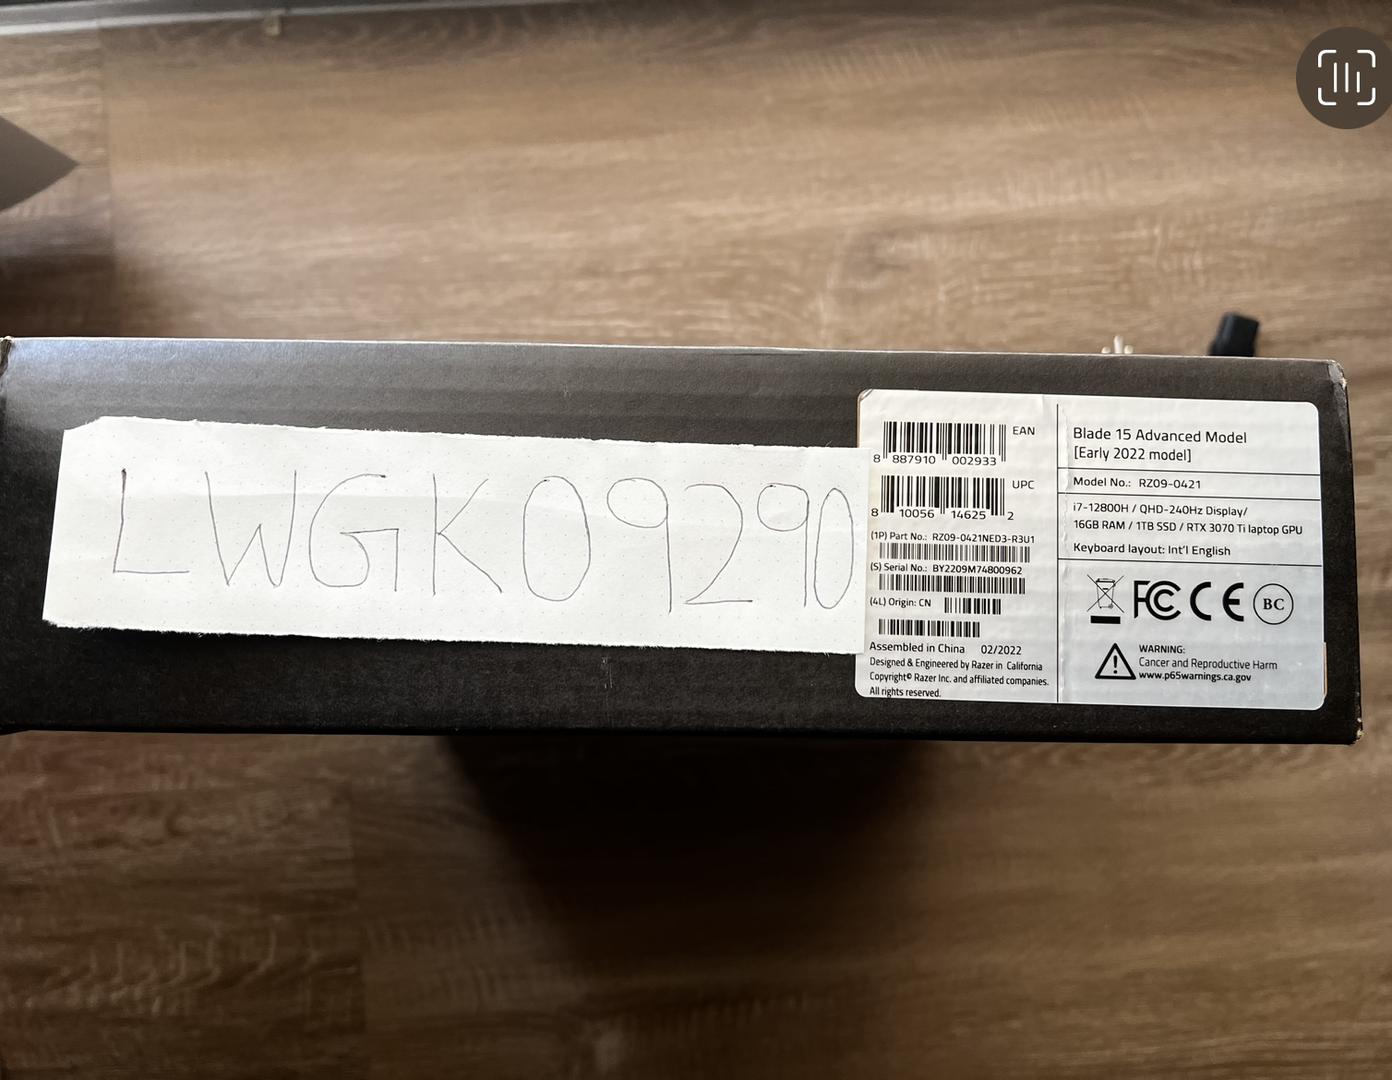 LWGK09290
EAN
8 887910 002933
UPC
8 10056 14625 2
(1P) Part No.: RZ09-0421NED3-R3U1
(S) Serial No.: BY2209M74800962
(4L) Origin: CN
Assembled in China 02/2022
Designed & Engineered by Razer in California
Copyright© Razer Inc. and affiliated companies.
All rights reserved.
Blade 15 Advanced Model
[Early 2022 model]
Model No.: RZ09-0421
i7-12800H / QHD-240Hz Display/
16GB RAM / 1TB SSD / RTX 3070 Ti laptop GPU
Keyboard layout: Int'l English
FC CE BC
WARNING:
Cancer and Reproductive Harm
www.p65warnings.ca.gov